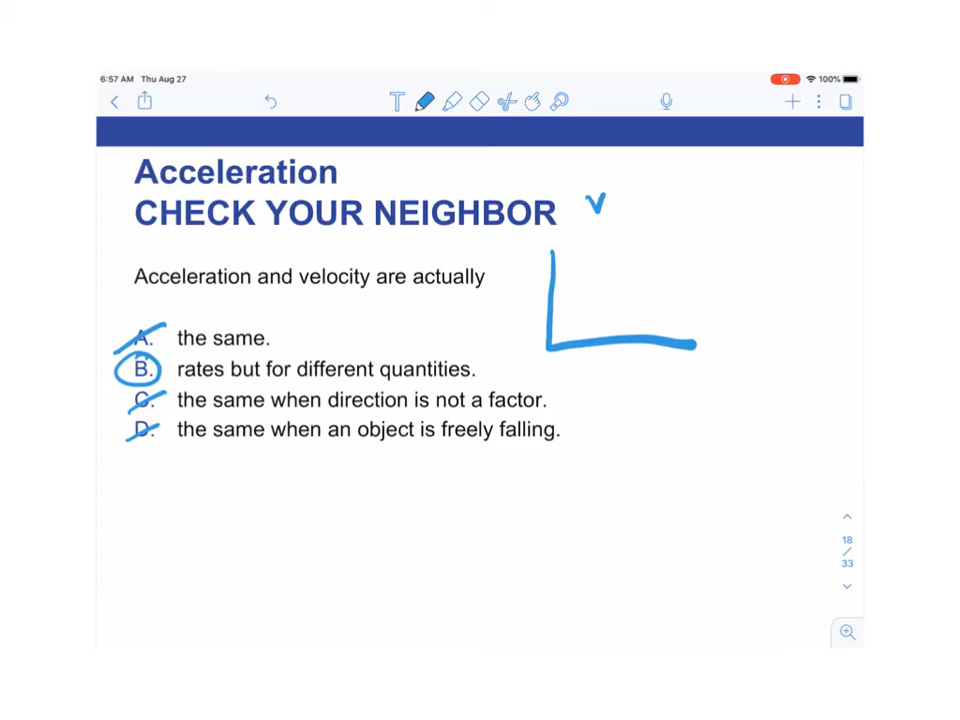 6:57 AM Thu Aug 27 100%
T
Acceleration
CHECK YOUR NEIGHBOR v
Acceleration and velocity are actually
A. the same.
B. rates but for different quantities.
C. the same when direction is not a factor.
D. the same when an object is freely falling.
18
/
33